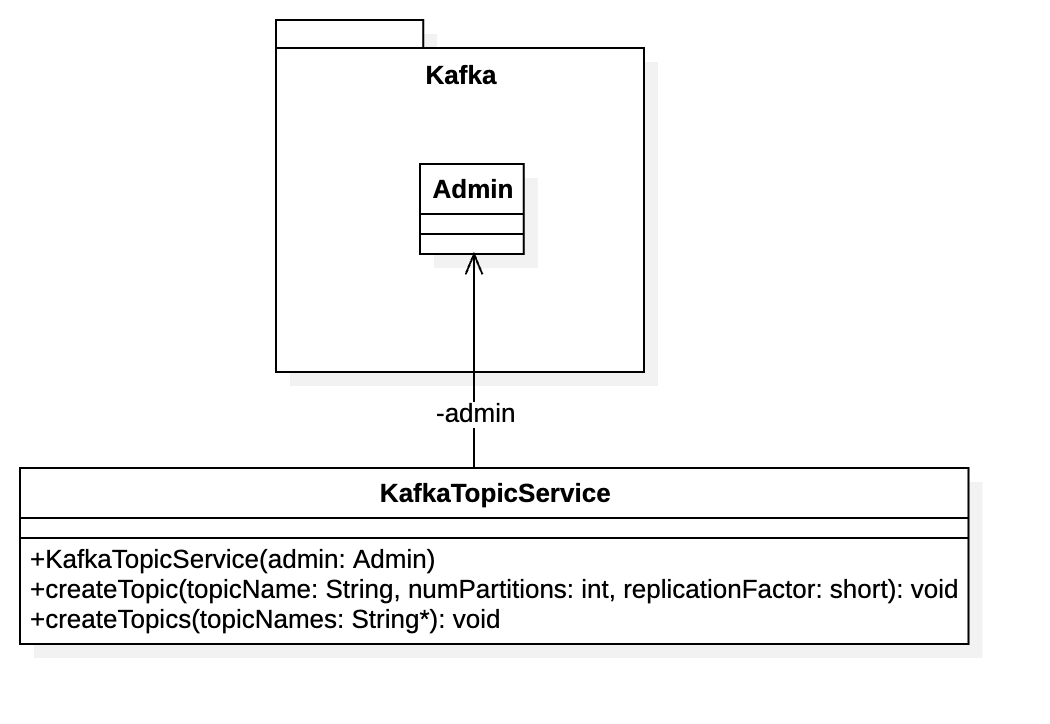 Kafka
Admin
-admin
KafkaTopicService
+KafkaTopicService(admin: Admin)
+createTopic(topicName: String, numPartitions: int, replicationFactor: short): void
+createTopics(topicNames: String*): void